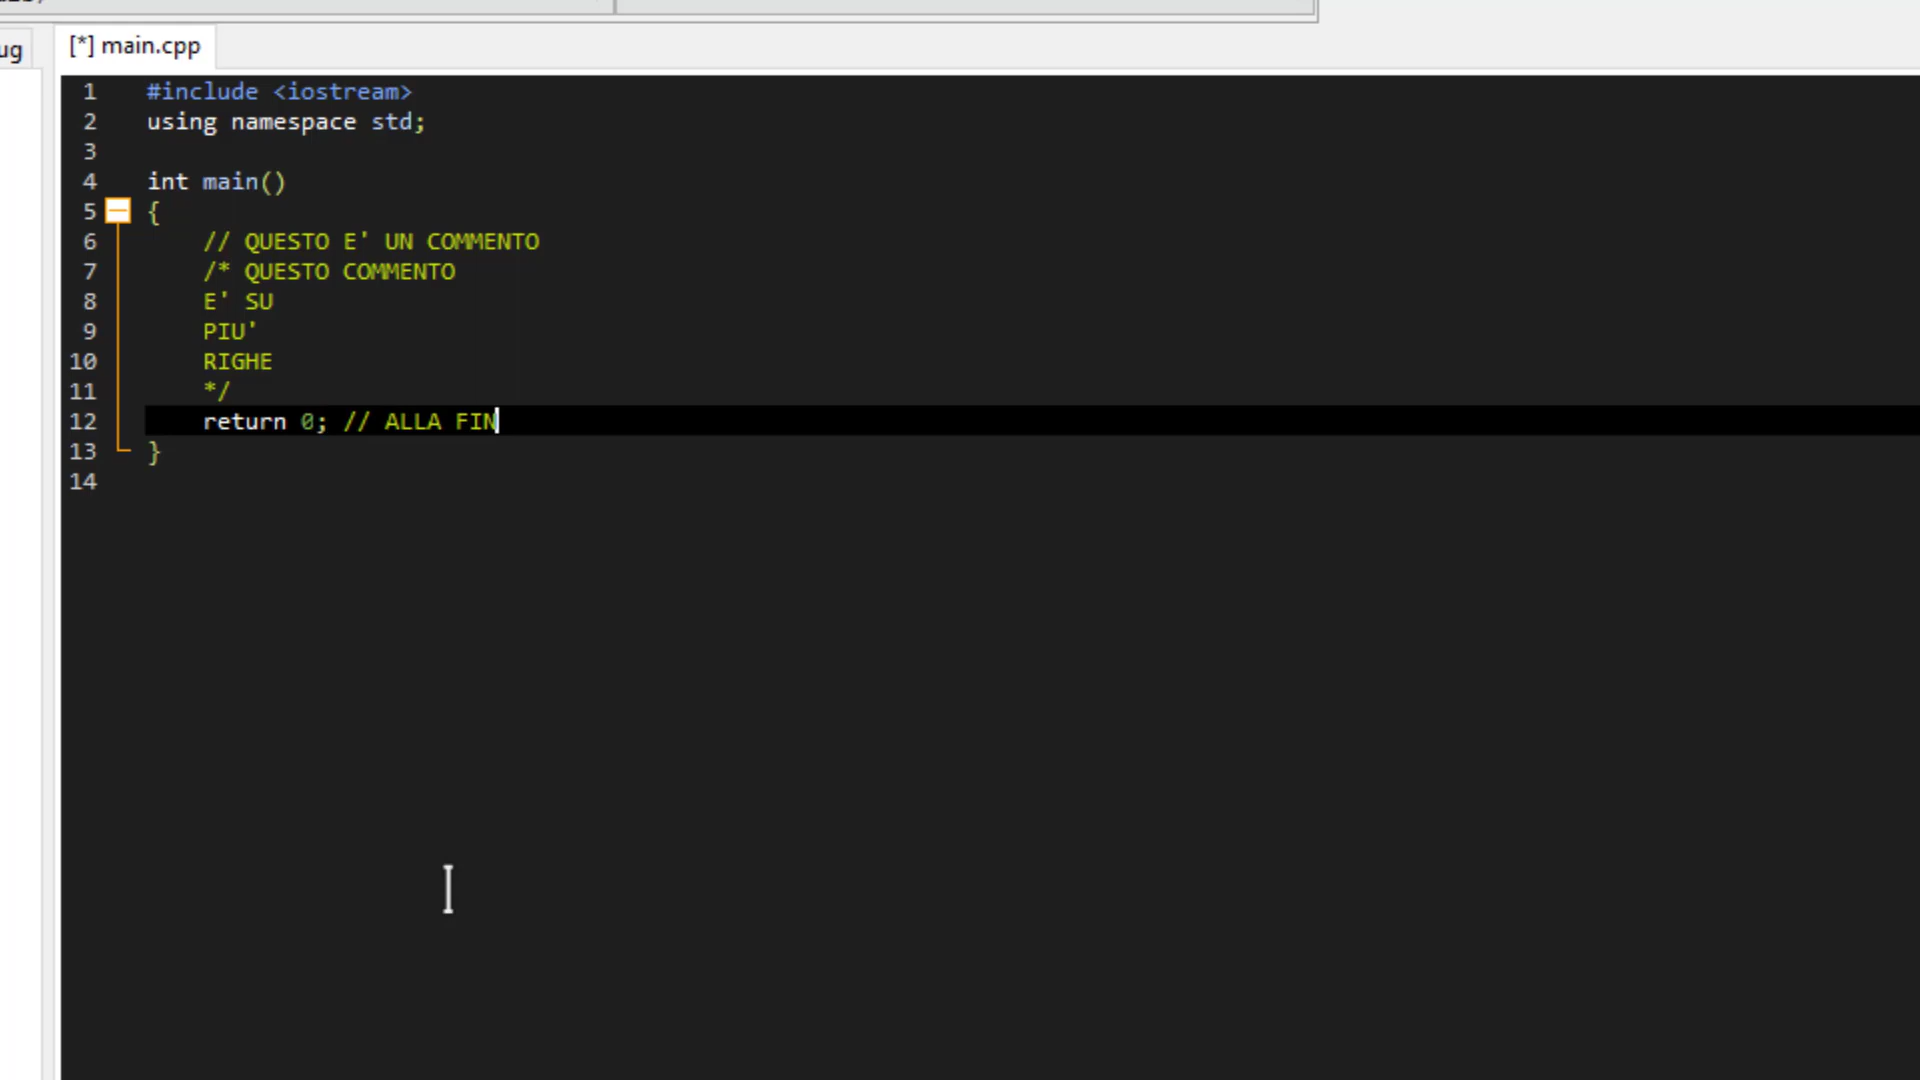 ug
[*] main.cpp
1 #include <iostream>
2 using namespace std;
3
4 int main()
5 {
6 // QUESTO E' UN COMMENTO
7 /* QUESTO COMMENTO
8 E' SU
9 PIU'
10 RIGHE
11 */
12 return 0; // ALLA FIN
13 }
14